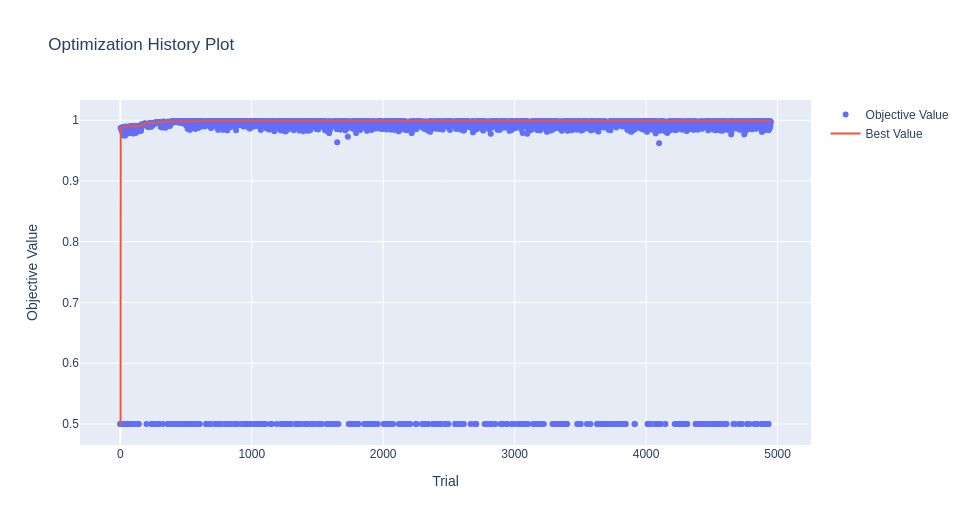 Optimization History Plot
Objective Value
Best Value
1
0.9
0.8
0.7
0.6
0.5
Objective Value
0
1000
2000
3000
4000
5000
Trial